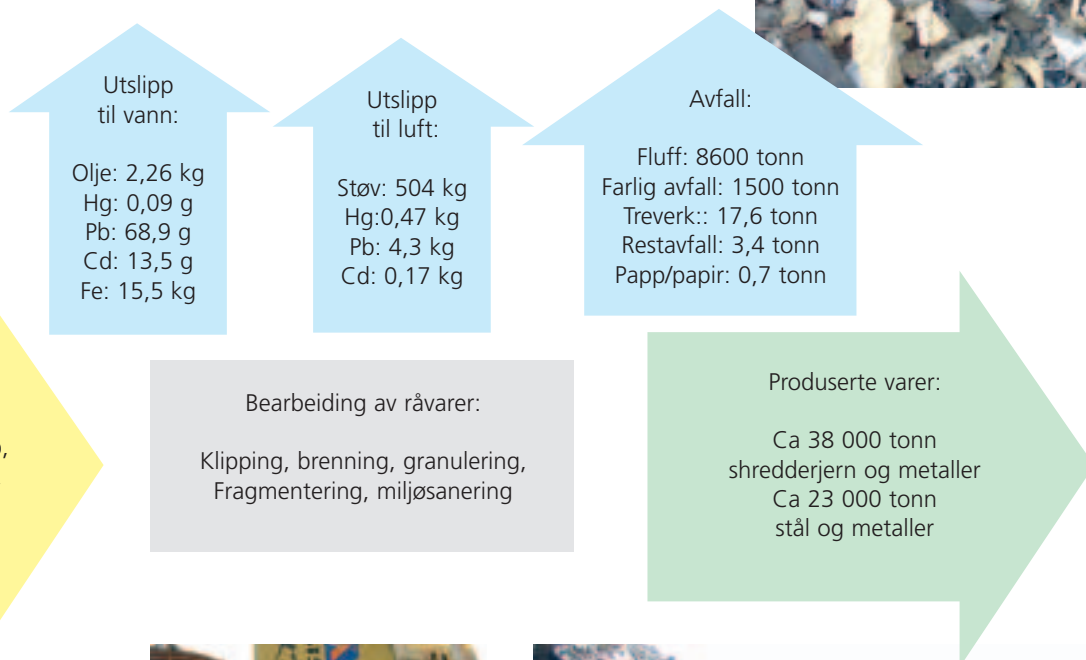 Utslipp
til vann:
Olje: 2,26 kg
Hg: 0,09 g
Pb: 68,9 g
Cd: 13,5 g
Fe: 15,5 kg
Utslipp
til luft:
Støv: 504 kg
Hg:0,47 kg
Pb: 4,3 kg
Cd: 0,17 kg
Avfall:
Fluff: 8600 tonn
Farlig avfall: 1500 tonn
Treverk:: 17,6 tonn
Restavfall: 3,4 tonn
Papp/papir: 0,7 tonn
Bearbeiding av råvarer:
Klipping, brenning, granulering,
Fragmentering, miljøsanering
Produserte varer:
Ca 38 000 tonn
shredderjern og metaller
Ca 23 000 tonn
stål og metaller